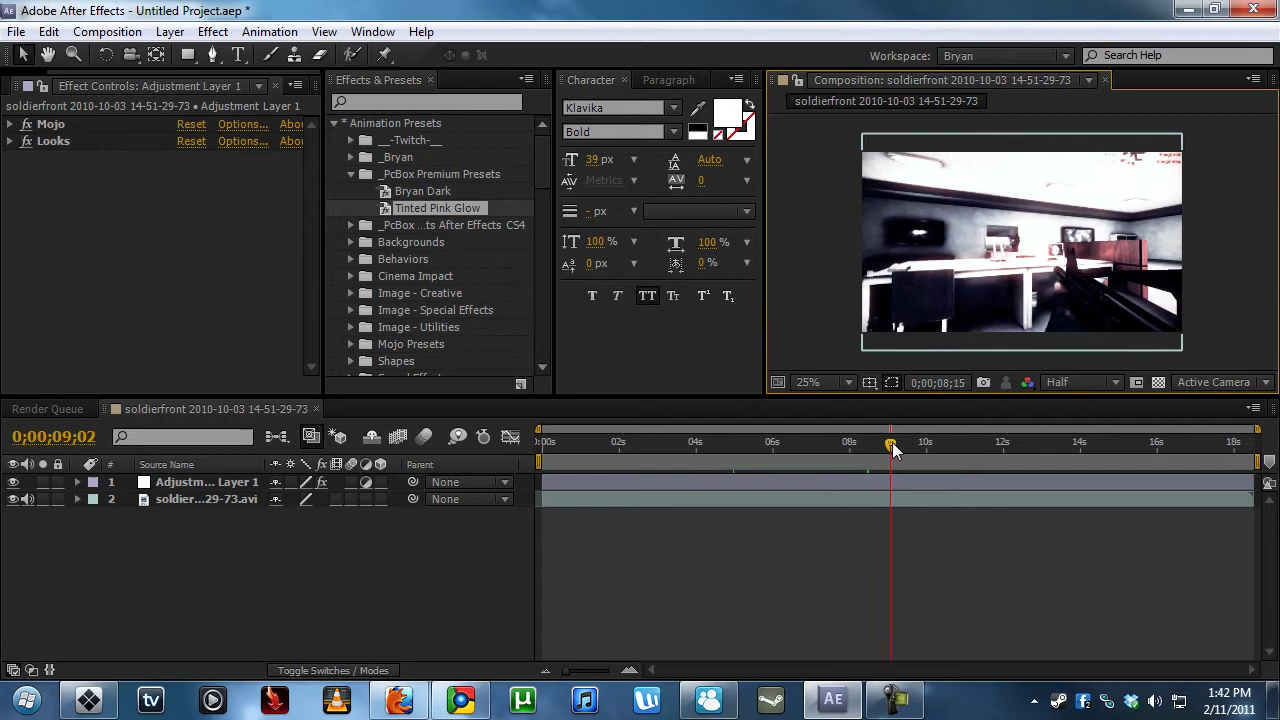 Adobe After Effects - Untitled Project.aep *
File Edit Composition Layer Effect Animation View Window Help
Workspace: Bryan Search Help
Effect Controls: Adjustment Layer 1
soldierfront 2010-10-03 14-51-29-73 • Adjustment Layer 1
fx Mojo Reset Options... Abou
fx Looks Reset Options... Abou
Effects & Presets
* Animation Presets
__-Twitch-__
_Bryan
_PcBox Premium Presets
Bryan Dark
Tinted Pink Glow
_PcBox ...ts After Effects CS4
Backgrounds
Behaviors
Cinema Impact
Image - Creative
Image - Special Effects
Image - Utilities
Mojo Presets
Shapes
Character Paragraph
Klavika
Bold
39 px Auto
Metrics 0
- px
100 % 100 %
0 px 0 %
T T TT Tt T¹ T₁
Composition: soldierfront 2010-10-03 14-51-29-73
soldierfront 2010-10-03 14-51-29-73
25% 0;00;08;15 Half Active Camera
Render Queue soldierfront 2010-10-03 14-51-29-73
0;00;09;02
:00s 02s 04s 06s 08s 10s 12s 14s 16s 18s
# Source Name fx Parent
1 Adjustm... Layer 1 fx None
2 soldier...29-73.avi None
Toggle Switches / Modes
tv Ae
1:42 PM
2/11/2011